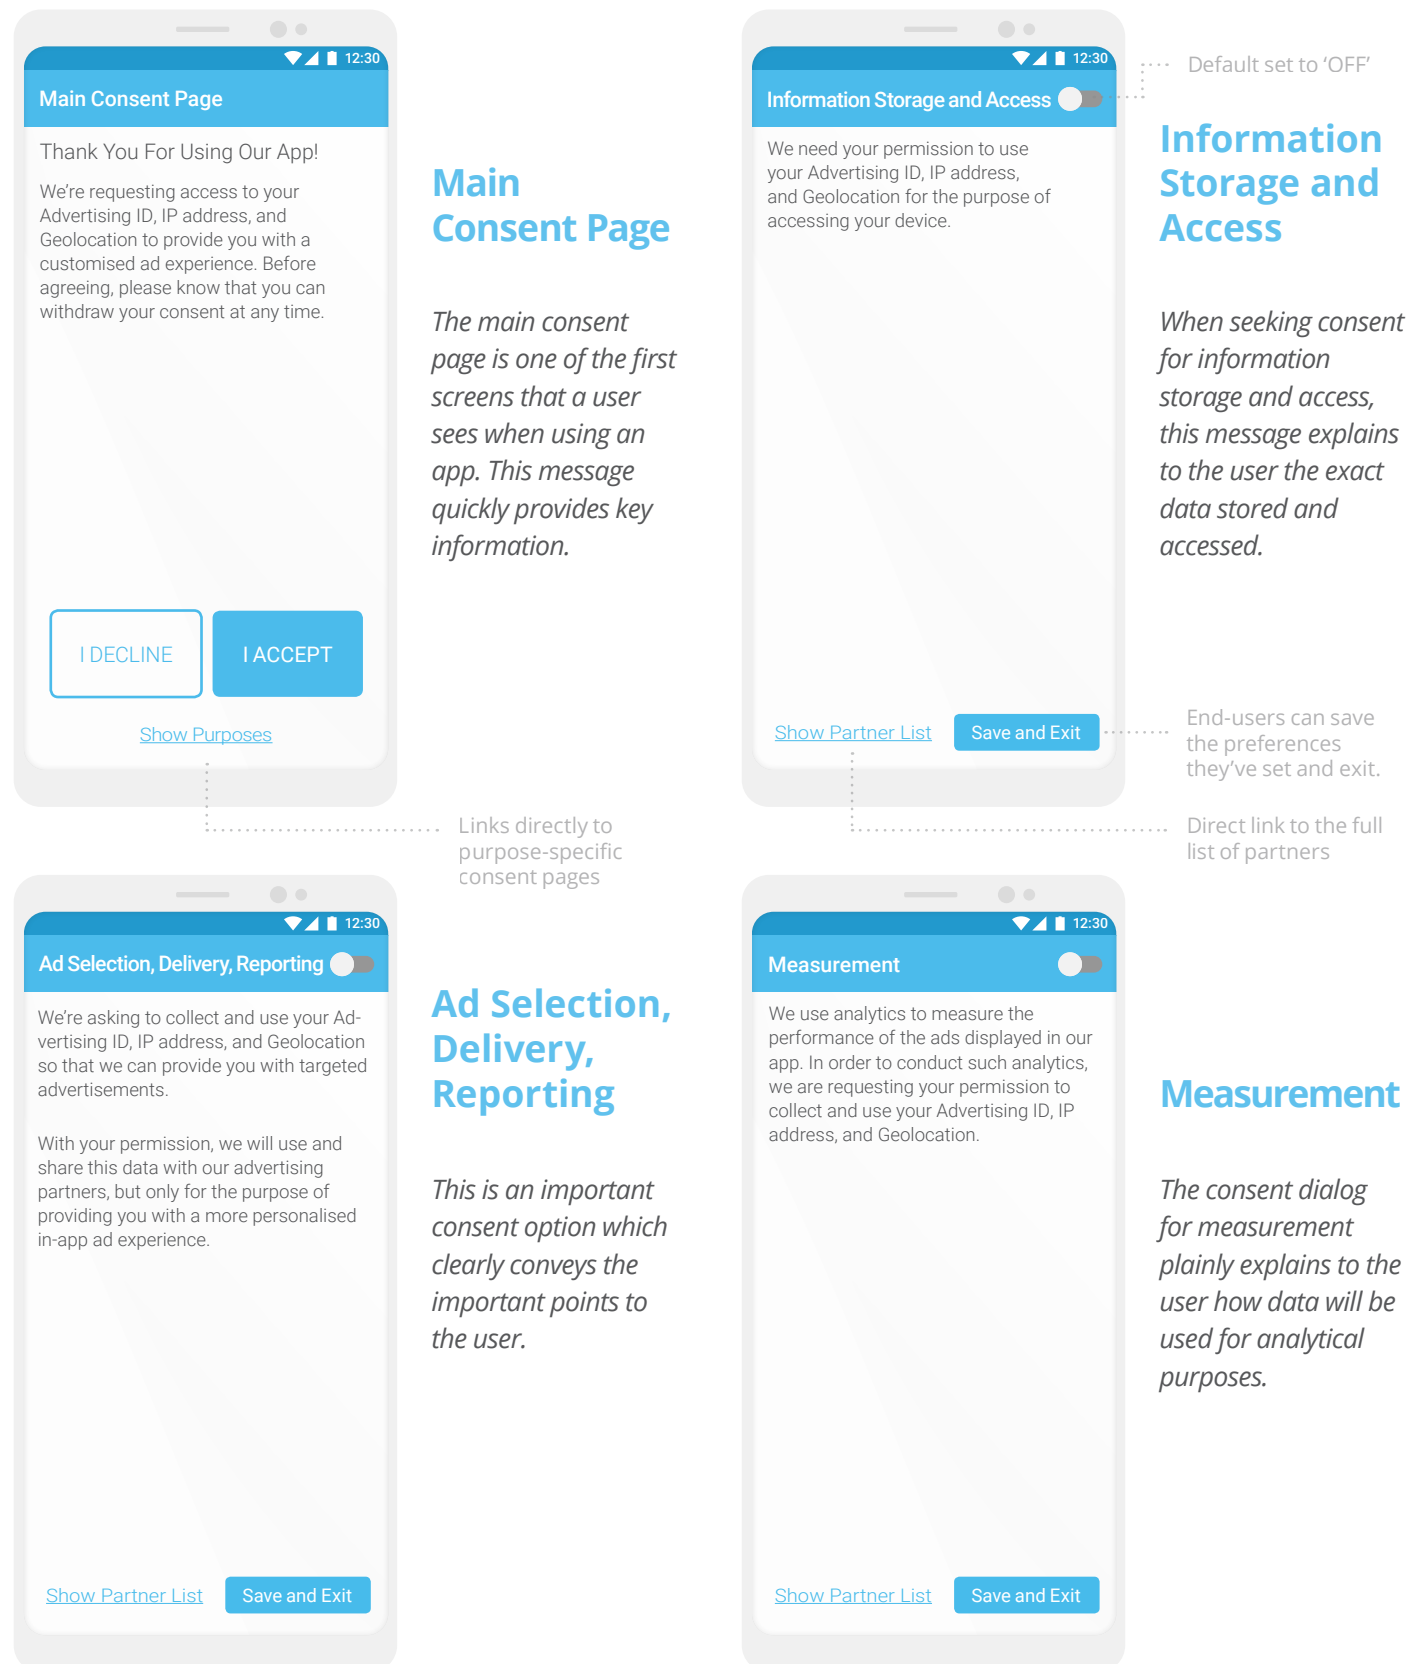 12:30
Main Consent Page
Thank You For Using Our App!
We're requesting access to your
Advertising ID, IP address, and
Geolocation to provide you with a
customised ad experience. Before
agreeing, please know that you can
withdraw your consent at any time.
I DECLINE
I ACCEPT
Show Purposes
Links directly to
purpose-specific
consent pages
Main
Consent Page
The main consent
page is one of the first
screens that a user
sees when using an
app. This message
quickly provides key
information.
12:30
Information Storage and Access
We need your permission to use
your Advertising ID, IP address,
and Geolocation for the purpose of
accessing your device.
Show Partner List
Save and Exit
Default set to ‘OFF’
Information
Storage and
Access
When seeking consent
for information
storage and access,
this message explains
to the user the exact
data stored and
accessed.
End-users can save
the preferences
they’ve set and exit.
Direct link to the full
list of partners
12:30
Ad Selection, Delivery, Reporting
We’re asking to collect and use your Ad-
vertising ID, IP address, and Geolocation
so that we can provide you with targeted
advertisements.
With your permission, we will use and
share this data with our advertising
partners, but only for the purpose of
providing you with a more personalised
in-app ad experience.
Show Partner List
Save and Exit
Ad Selection,
Delivery,
Reporting
This is an important
consent option which
clearly conveys the
important points to
the user.
12:30
Measurement
We use analytics to measure the
performance of the ads displayed in our
app. In order to conduct such analytics,
we are requesting your permission to
collect and use your Advertising ID, IP
address, and Geolocation.
Show Partner List
Save and Exit
Measurement
The consent dialog
for measurement
plainly explains to the
user how data will be
used for analytical
purposes.